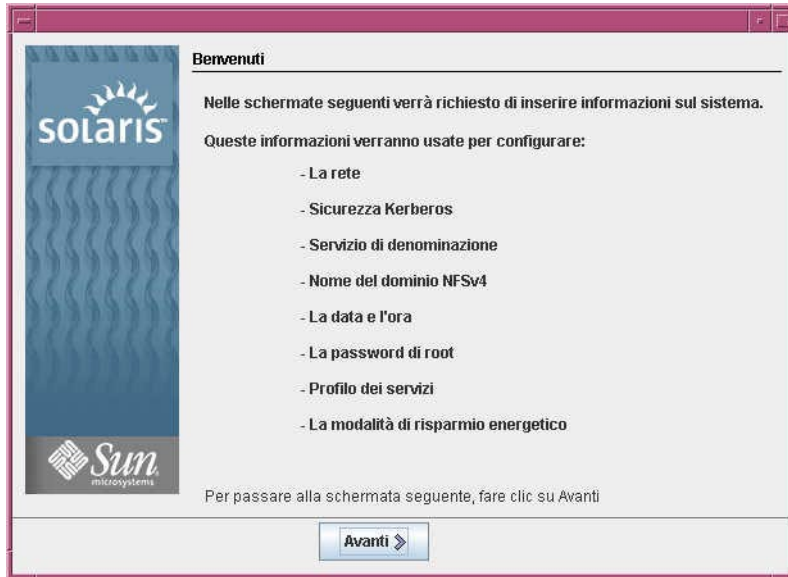 Benvenuti
Nelle schermate seguenti verrà richiesto di inserire informazioni sul sistema.
solaris
Queste informazioni verranno usate per configurare:
- La rete
- Sicurezza Kerberos
- Servizio di denominazione
- Nome del dominio NFSv4
- La data e l'ora
- La password di root
- Profilo dei servizi
- La modalità di risparmio energetico
Sun
microsystems
Per passare alla schermata seguente, fare clic su Avanti
Avanti